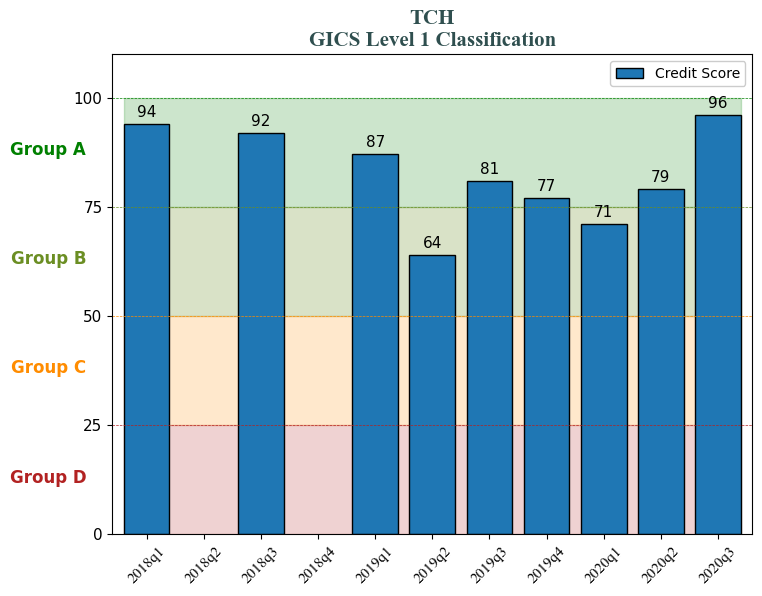 TCH
GICS Level 1 Classification
Credit Score
100
75
50
25
0
Group A
Group B
Group C
Group D
94
92
87
64
81
77
71
79
96
2018q1
2018q2
2018q3
2018q4
2019q1
2019q2
2019q3
2019q4
2020q1
2020q2
2020q3